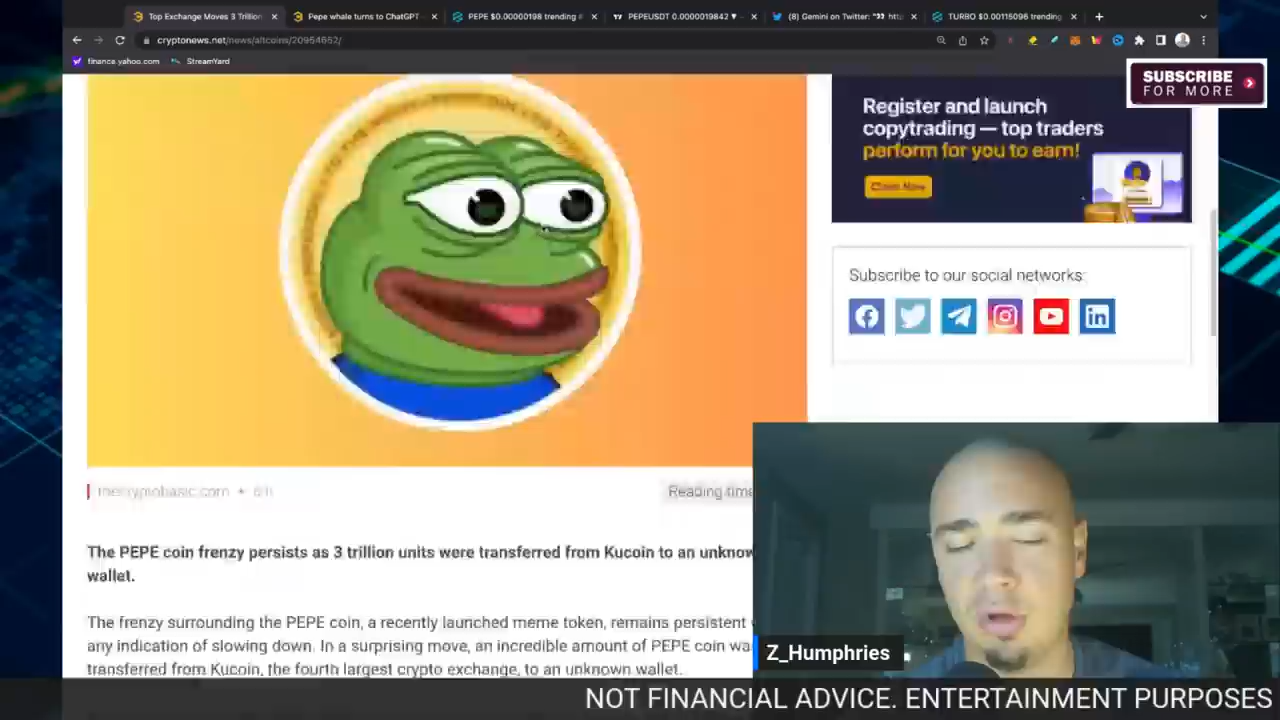 Top Exchange Moves 3 Trillion
Pepe whale turns to ChatGPT
PEPE $0.00000198 trending
PEPEUSDT 0.0000019842 ▼
(8) Gemini on Twitter: "👀 htt
TURBO $0.00115096 trending
cryptonews.net/news/altcoins/20954652/
finance.yahoo.com
StreamYard
SUBSCRIBE
FOR MORE
Register and launch
copytrading — top traders
perform for you to earn!
Claim Now
Subscribe to our social networks:
thecryptobasic.com
Reading time
The PEPE coin frenzy persists as 3 trillion units were transferred from Kucoin to an unknow
wallet.
The frenzy surrounding the PEPE coin, a recently launched meme token, remains persistent
any indication of slowing down. In a surprising move, an incredible amount of PEPE coin wa
transferred from Kucoin, the fourth largest crypto exchange, to an unknown wallet.
Z_Humphries
NOT FINANCIAL ADVICE. ENTERTAINMENT PURPOSES